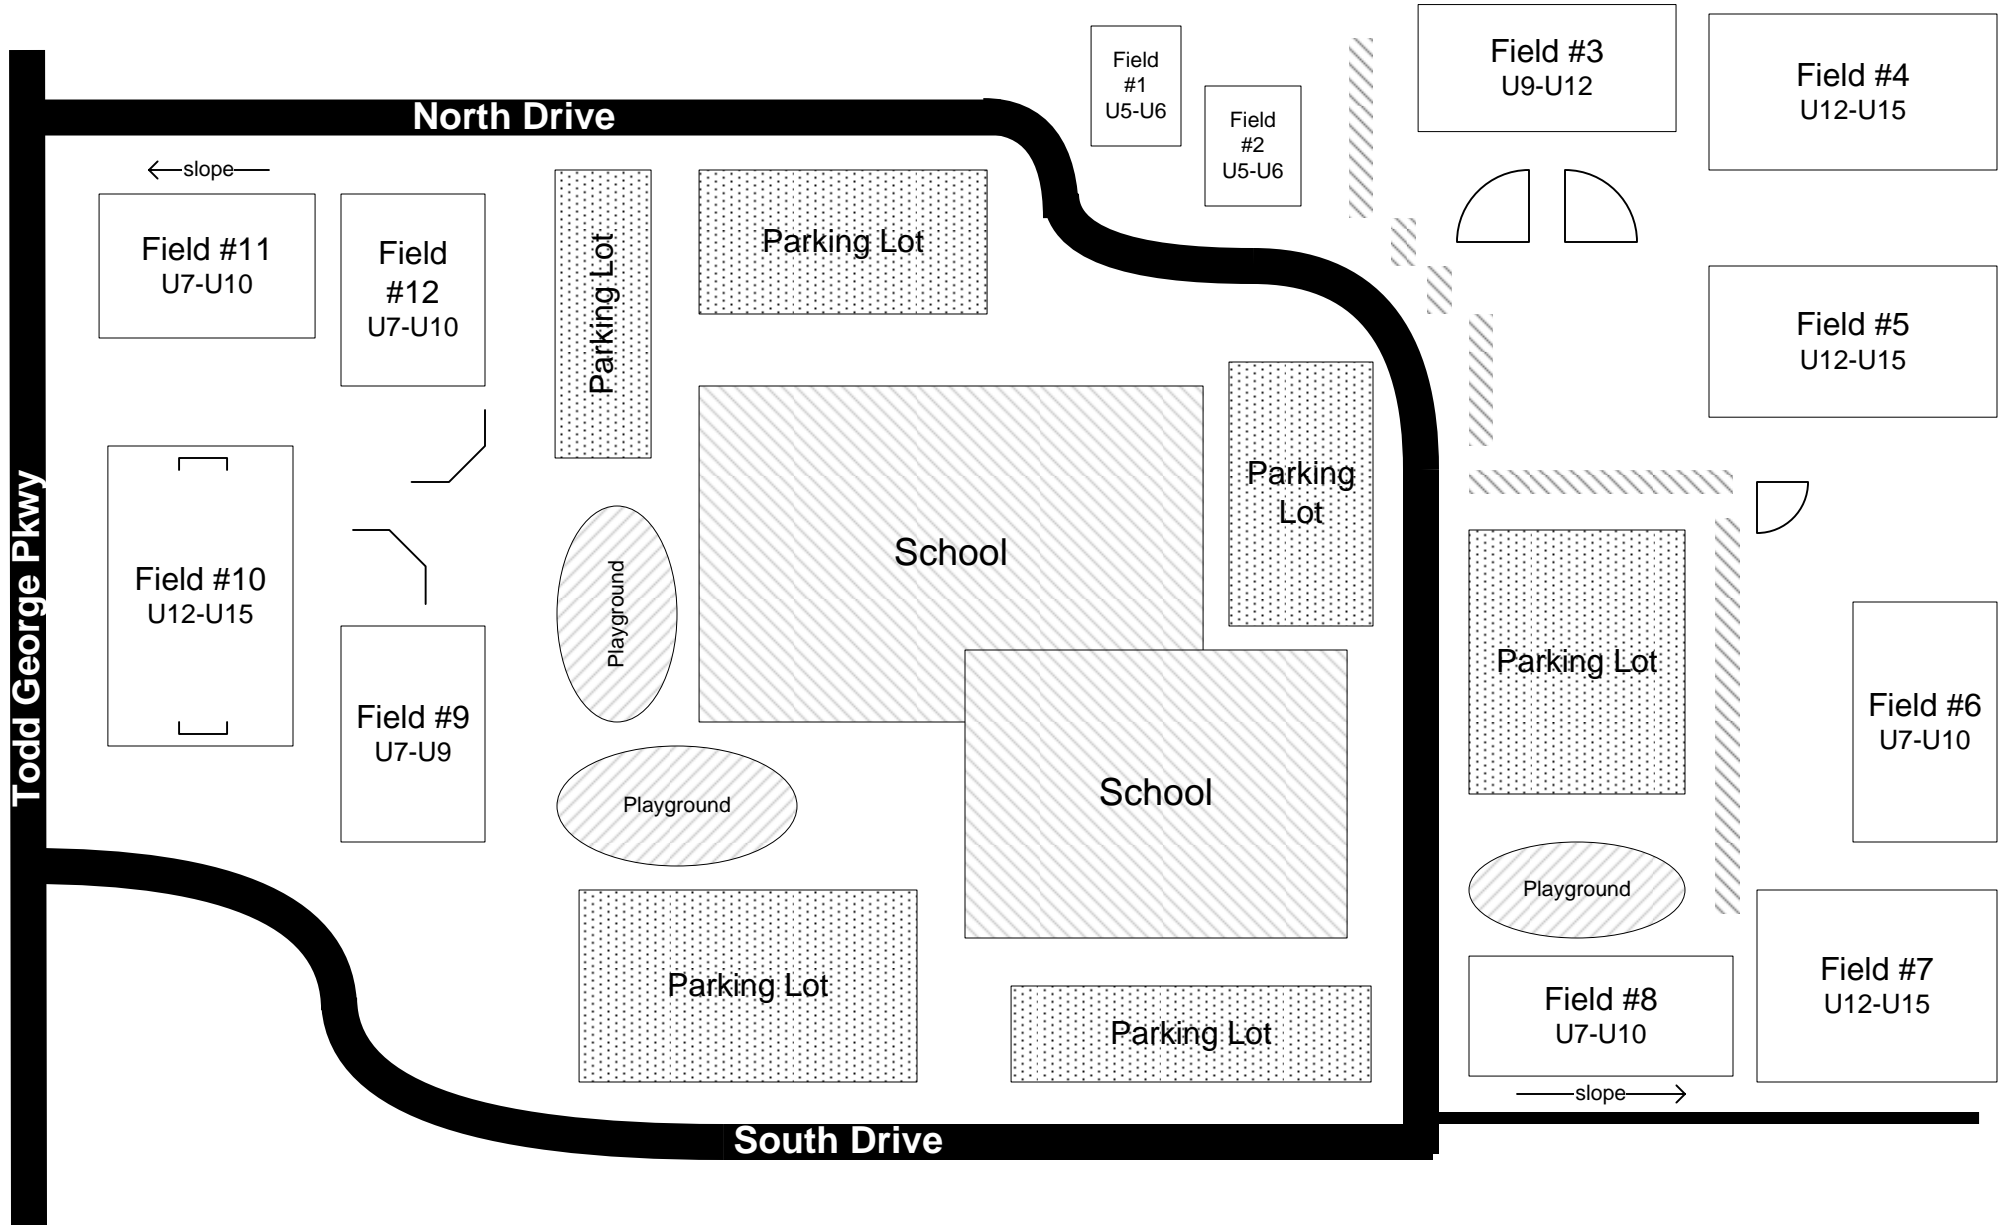 Field
#1
U5-U6
Field
#2
U5-U6
Field #3
U9-U12
Field #4
U12-U15
North Drive
slope
Field #11
U7-U10
Field
#12
U7-U10
Parking Lot
Parking Lot
Field #5
U12-U15
Parking
Lot
Todd George Pkwy
Field #10
U12-U15
School
Playground
Parking Lot
Field #9
U7-U9
Field #6
U7-U10
Playground
School
Playground
Parking Lot
Parking Lot
Field #8
U7-U10
Field #7
U12-U15
slope
South Drive